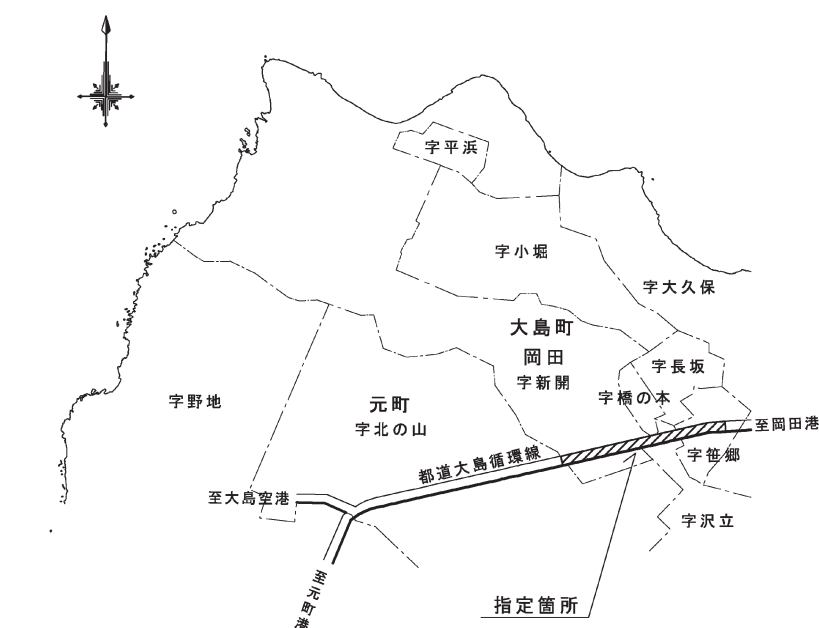 字平浜
字小堀
字大久保
大島町
岡田
字新開
字長坂
字橋の本
字野地
元町
字北の山
至岡田港
都道大島循環線
字笹郷
至大島空港
字沢立
至元町港
指定箇所